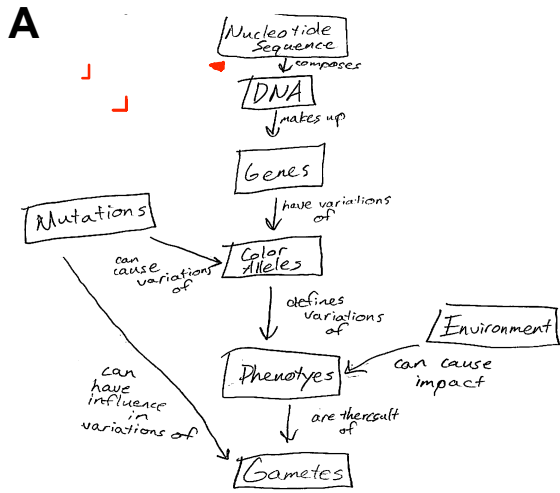 A
Nucleotide
Sequence
composes
DNA
makes up
Genes
have variations
of
Mutations
can
cause
variations
of
Color
Alleles
defines
variations
of
Environment
can cause
impact
Phenotyes
can
have
influence
in
variations of
are theresult
of
Gametes